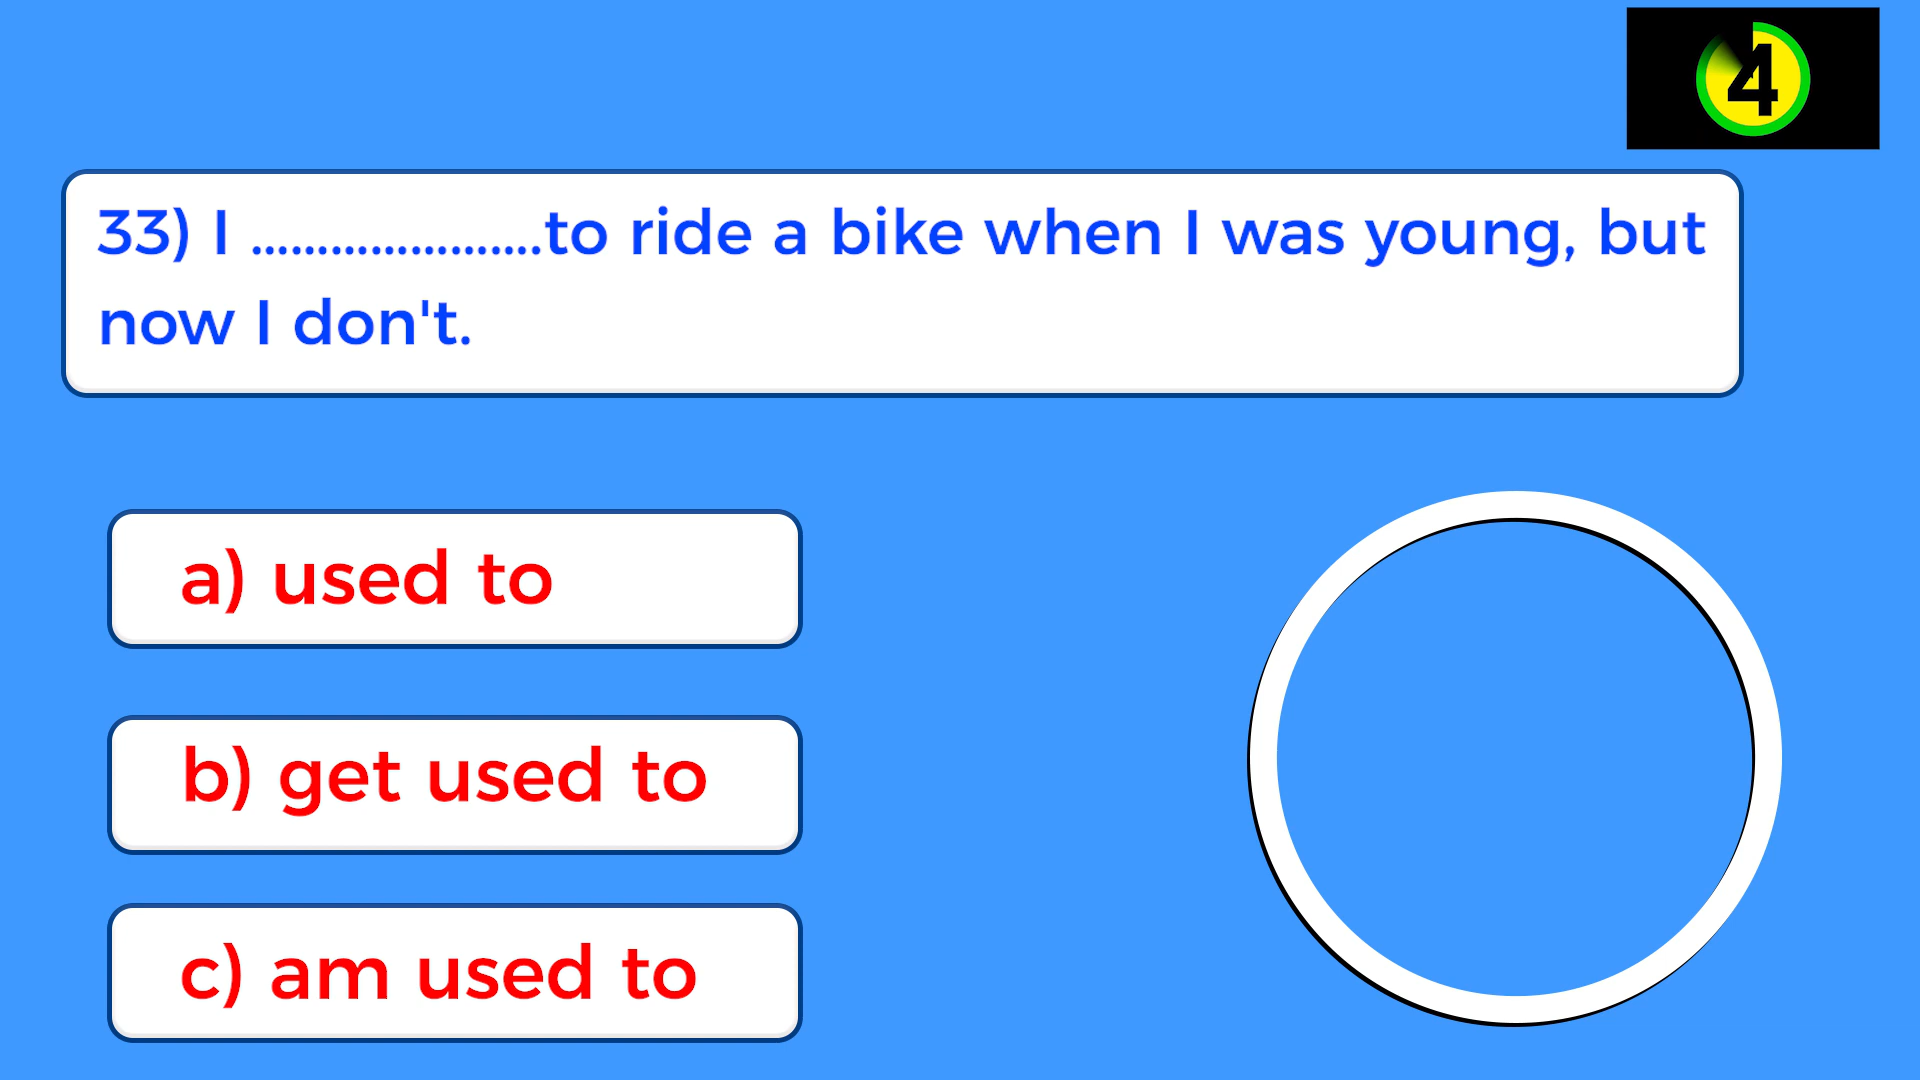 4
33) I ......................to ride a bike when I was young, but
now I don't.
a) used to
b) get used to
c) am used to